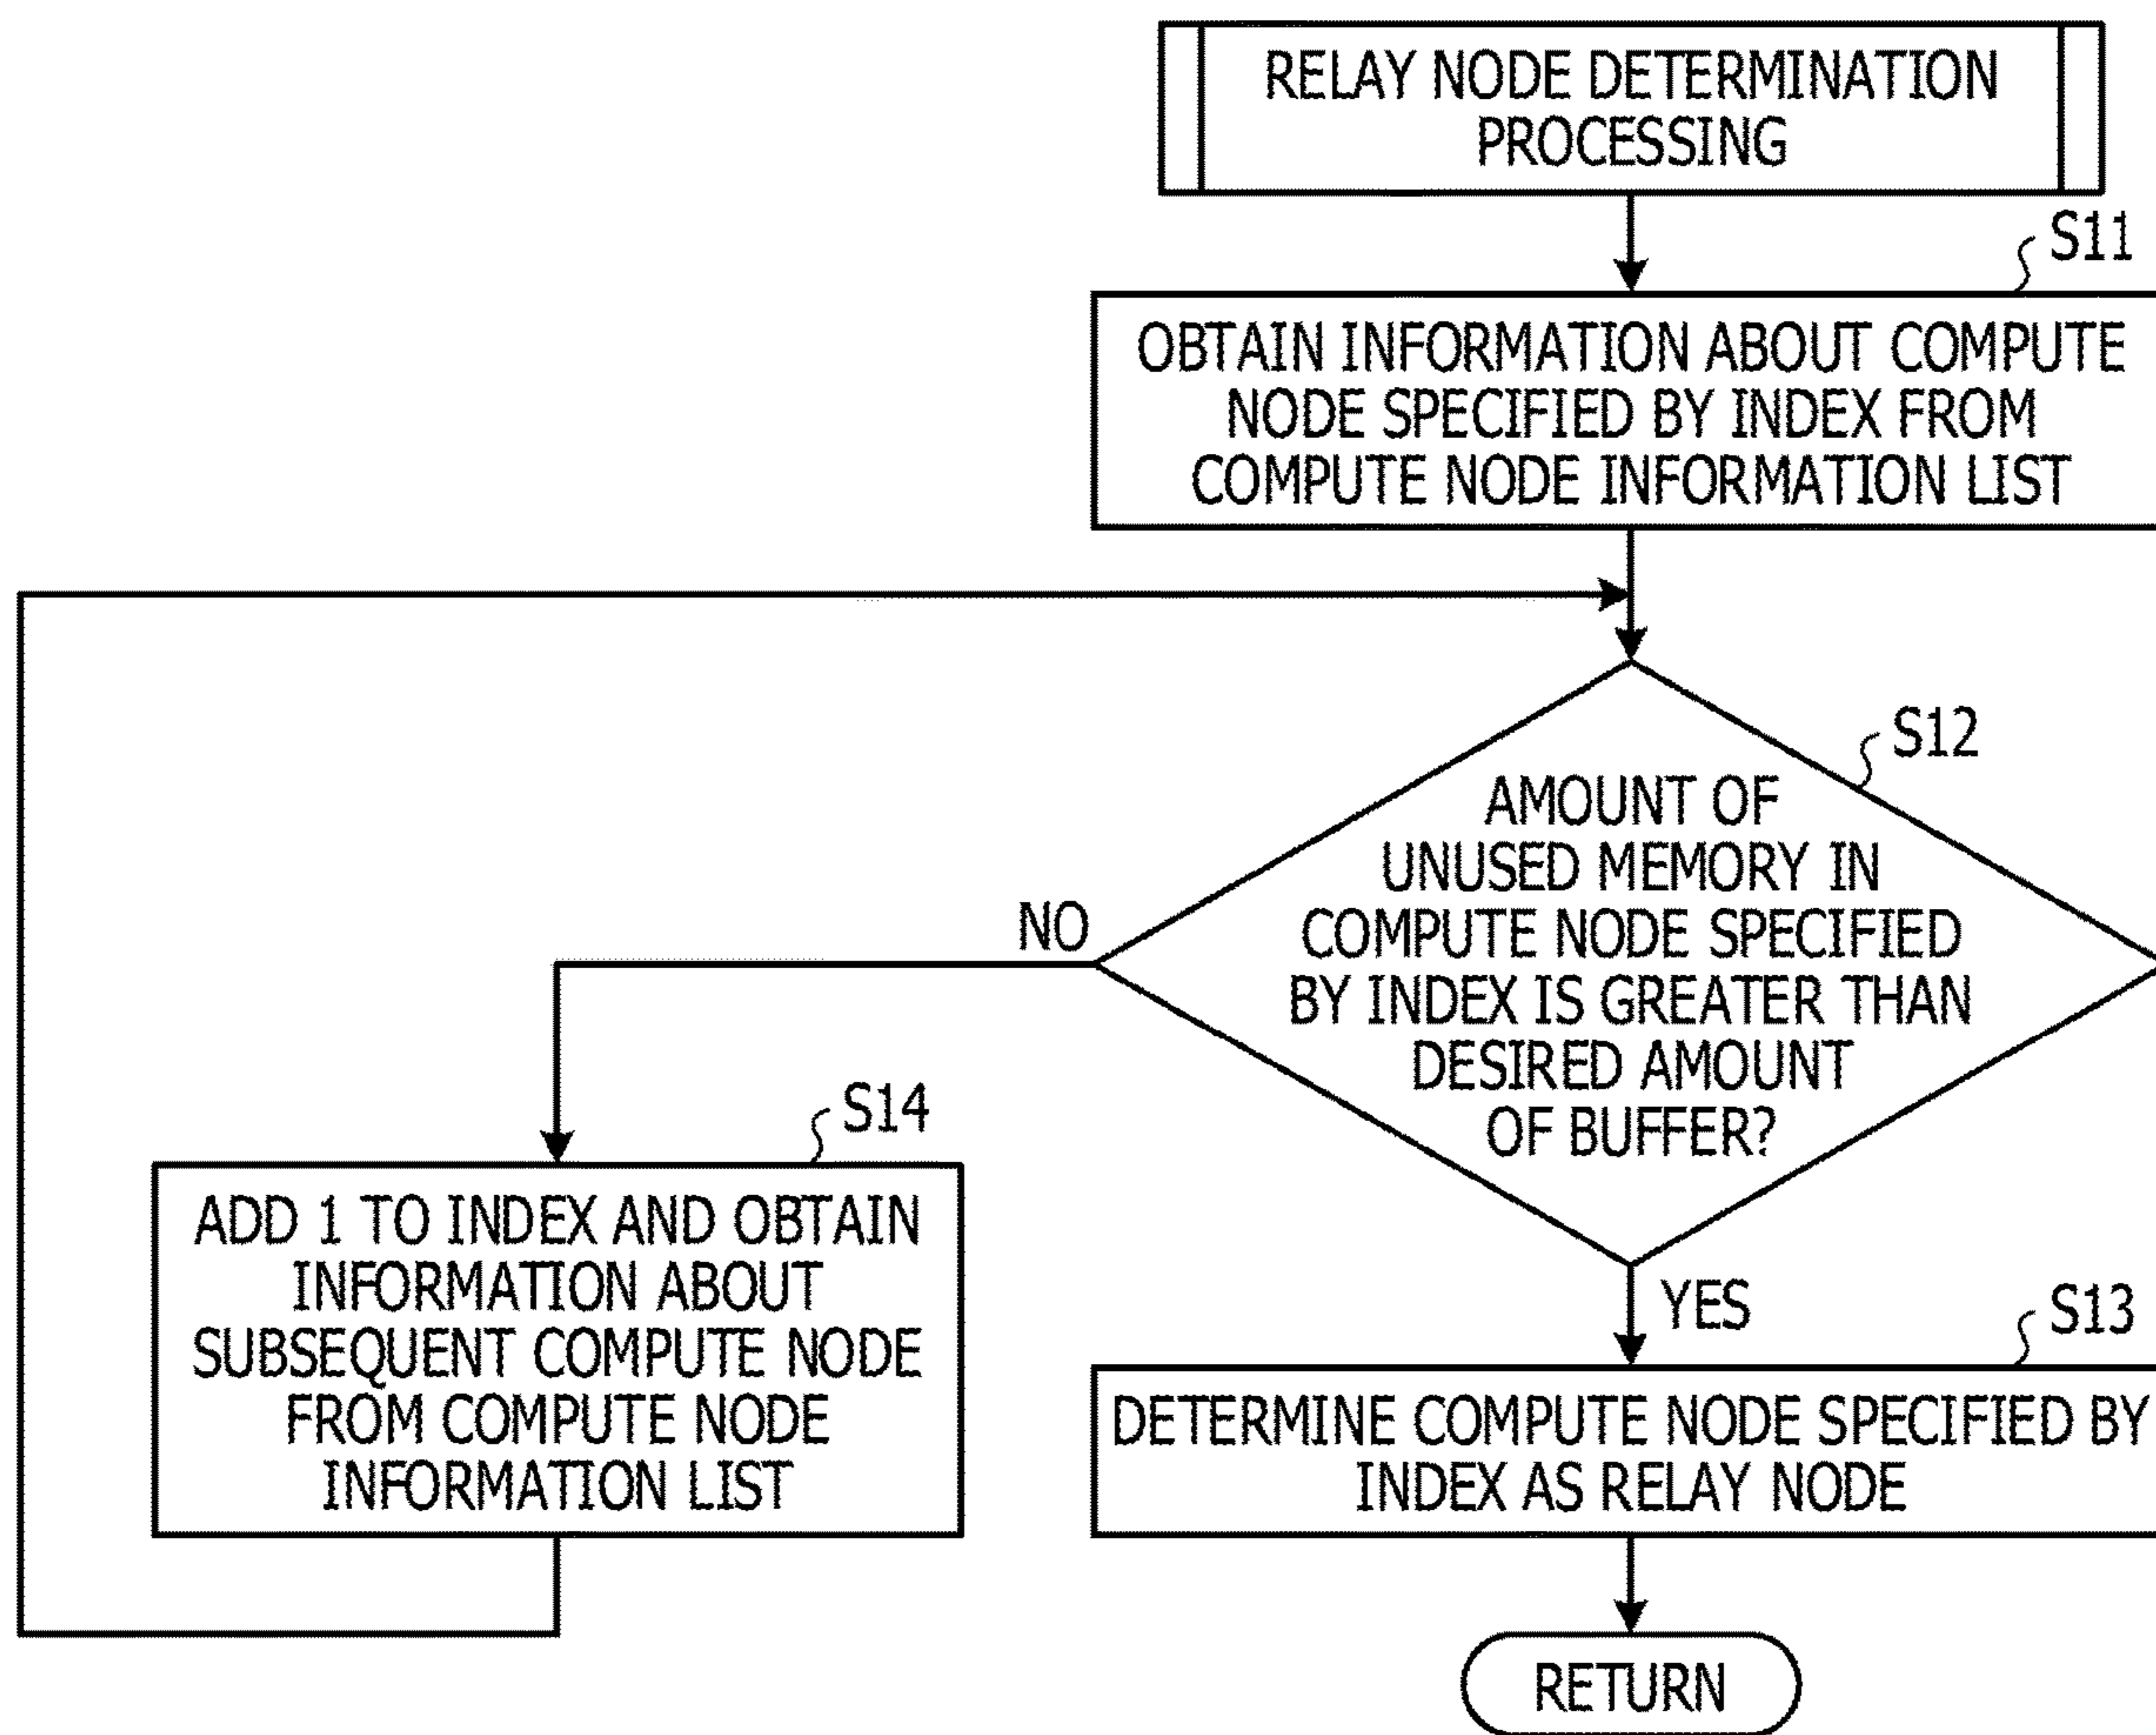 RELAY NODE DETERMINATION
PROCESSING
S11
OBTAIN INFORMATION ABOUT COMPUTE
NODE SPECIFIED BY INDEX FROM
COMPUTE NODE INFORMATION LIST
S12
AMOUNT OF
UNUSED MEMORY IN
COMPUTE NODE SPECIFIED
BY INDEX IS GREATER THAN
DESIRED AMOUNT
OF BUFFER?
NO
S14
ADD 1 TO INDEX AND OBTAIN
INFORMATION ABOUT
SUBSEQUENT COMPUTE NODE
FROM COMPUTE NODE
INFORMATION LIST
YES
S13
DETERMINE COMPUTE NODE SPECIFIED BY
INDEX AS RELAY NODE
RETURN